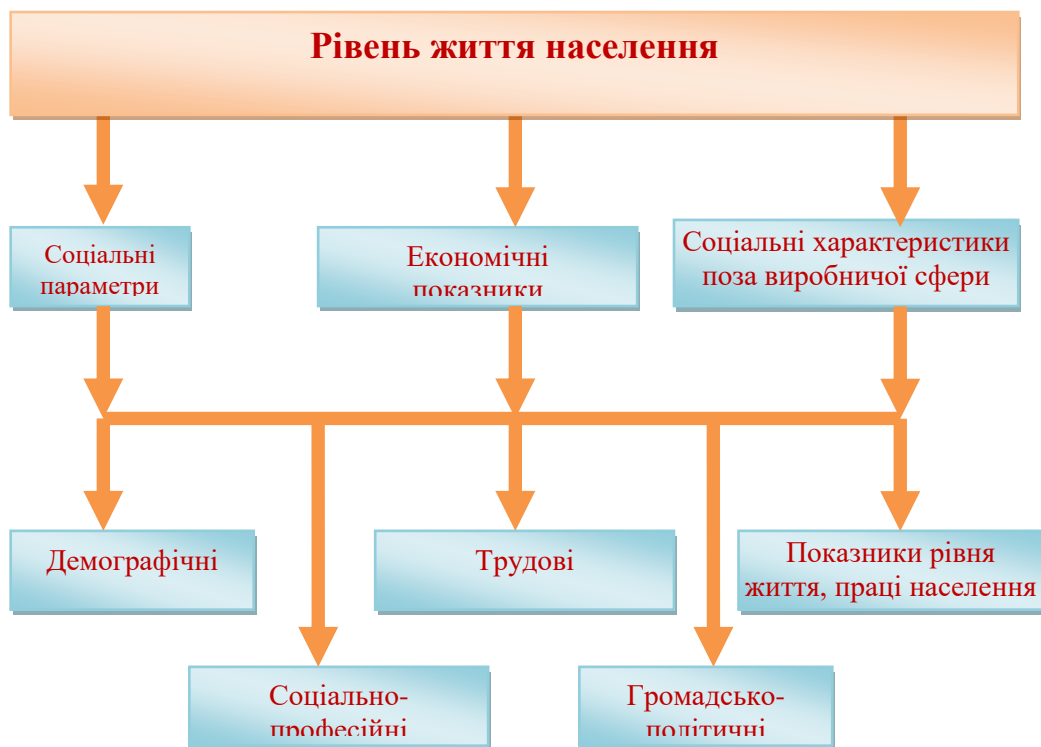 Рівень життя населення
Соціальні
параметри
Економічні
показники
Соціальні характеристики
поза виробничої сфери
Демографічні
Трудові
Показники рівня
життя, праці населення
Соціально-
професійні
Громадсько-
політичні